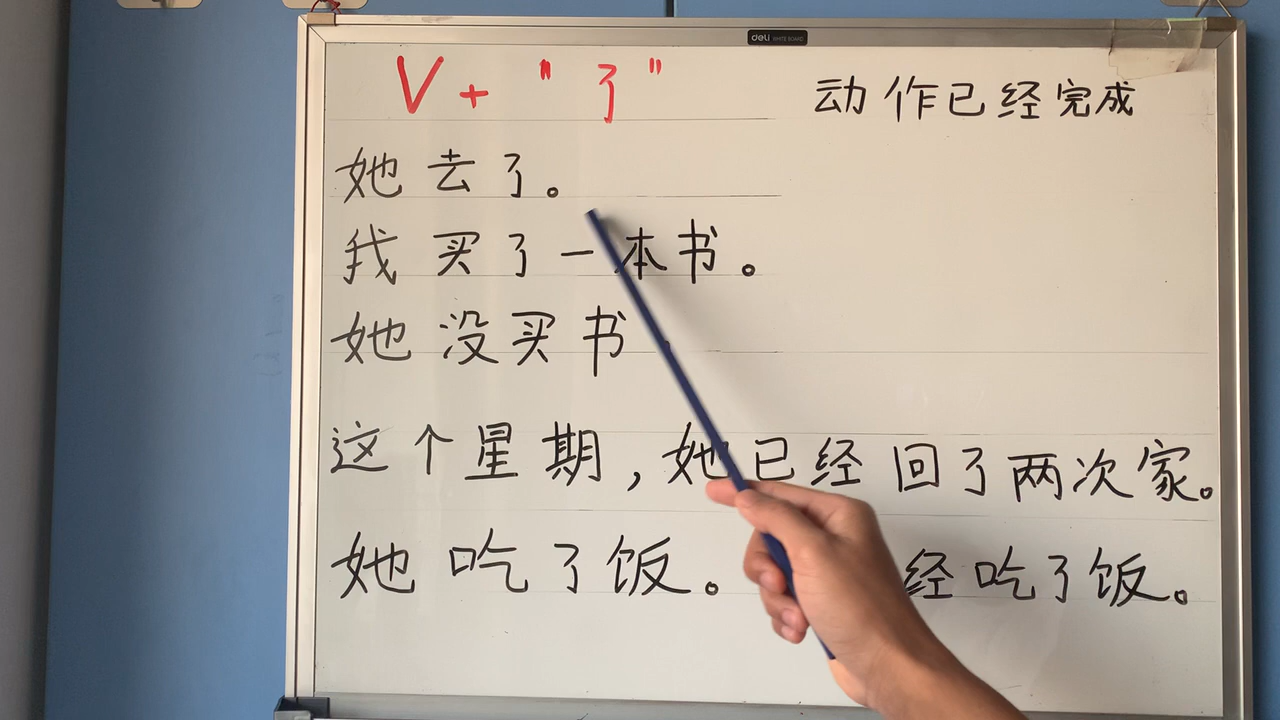 deli WHITE BOARD
V + "了" 动作已经完成
她去了。
我买了一本书。
她没买书
这个星期,她已经回了两次家。
她吃了饭。 经吃了饭。